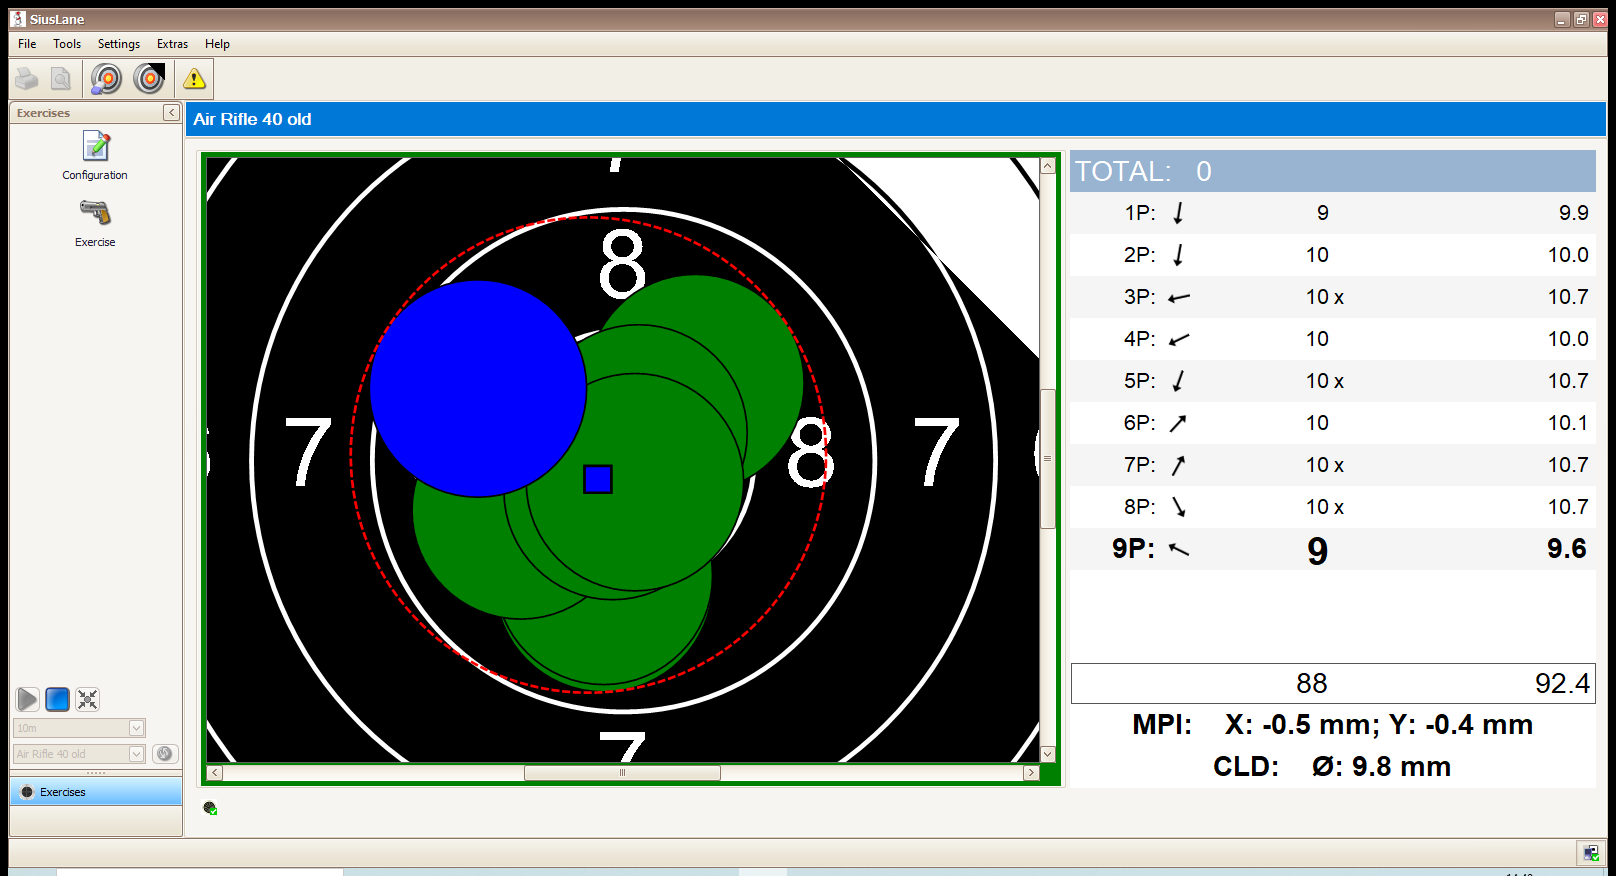 SiusLane
File Tools Settings Extras Help
Exercises
Configuration
Exercise
10m
Air Rifle 40 old
Exercises
Air Rifle 40 old
7
8
7
8
7
7
TOTAL: 0
1P: 9 9.9
2P: 10 10.0
3P: 10 x 10.7
4P: 10 10.0
5P: 10 x 10.7
6P: 10 10.1
7P: 10 x 10.7
8P: 10 x 10.7
9P: 9 9.6
88 92.4
MPI: X: -0.5 mm; Y: -0.4 mm
CLD: Ø: 9.8 mm